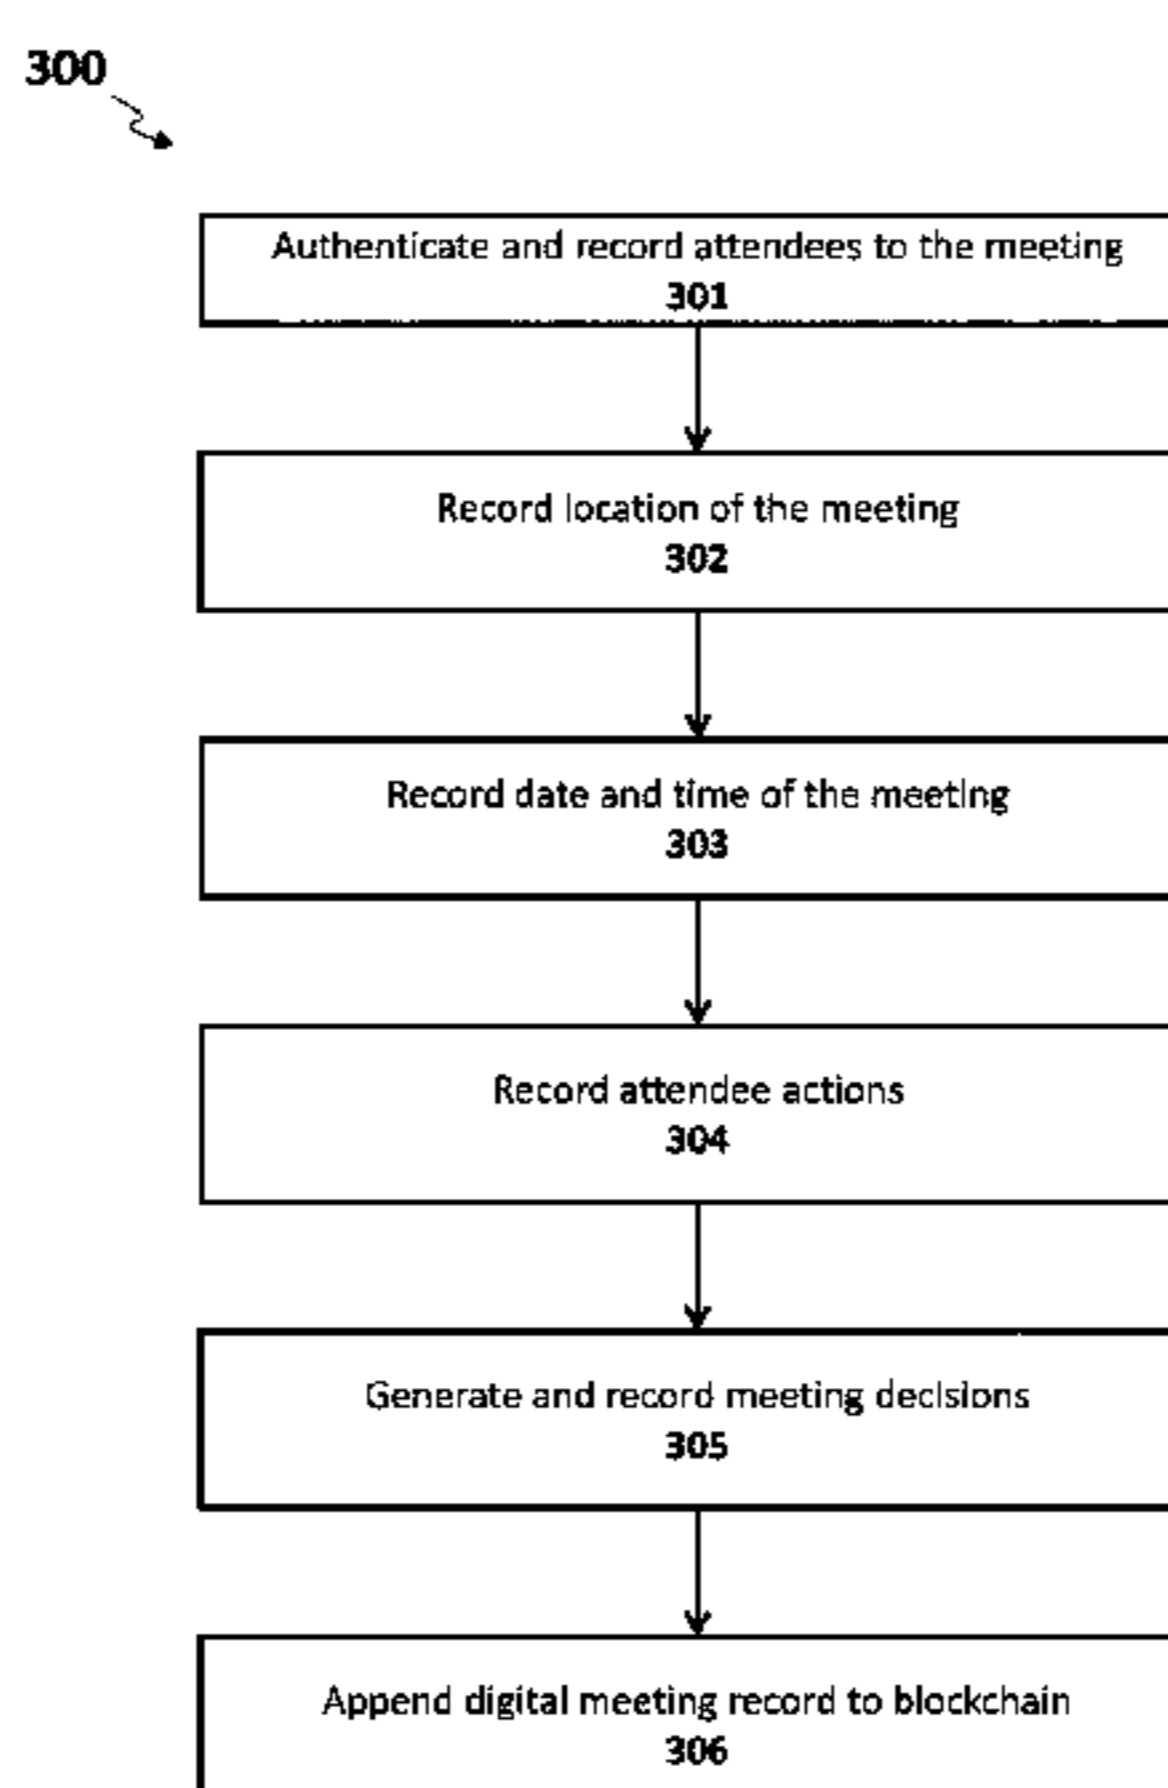 300
Authenticate and record attendees to the meeting
301
Record location of the meeting
302
Record date and time of the meeting
303
Record attendee actions
304
Generate and record meeting decisions
305
Append digital meeting record to blockchain
306